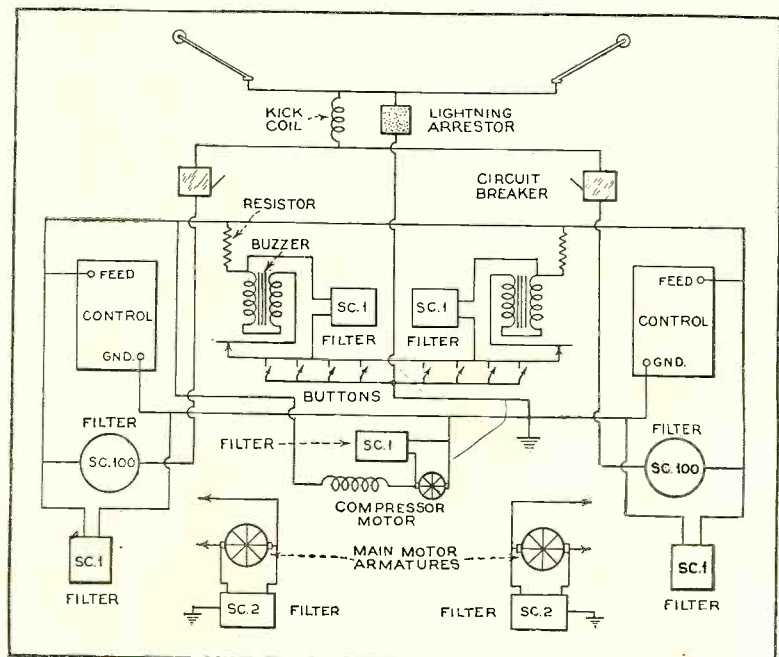 KICK
COIL
LIGHTNING
ARRESTOR
CIRCUIT
BREAKER
RESISTOR
BUZZER
FEED
CONTROL
GND.
SC.1
FILTER
SC.1
FILTER
FEED
CONTROL
GND.
BUTTONS
FILTER
SC.100
FILTER
SC.1
COMPRESSOR
MOTOR
FILTER
SC.100
MAIN MOTOR
ARMATURES
SC.1
FILTER
SC.2
FILTER
FILTER
SC.2
SC.1
FILTER